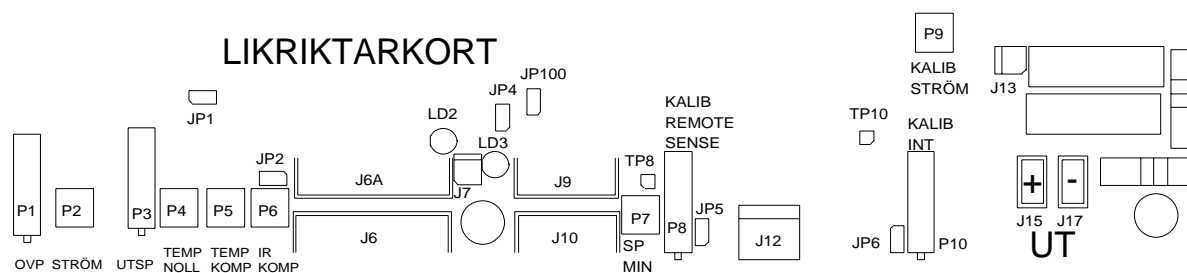 LIKRIKTARKORT
P9
KALIB
STRÖM
J13
JP100
JP4
JP1
LD2
LD3
KALIB
REMOTE
SENSE
TP10
KALIB
INT
JP2
J6A
J7
J9
TP8
P1
P2
P3
P4
P5
P6
P7
P8
JP5
J6
J10
J12
JP6
P10
+
-
J15
J17
UT
OVP
STRÖM
UTSP
TEMP
NOLL
TEMP
KOMP
IR
KOMP
SP
MIN